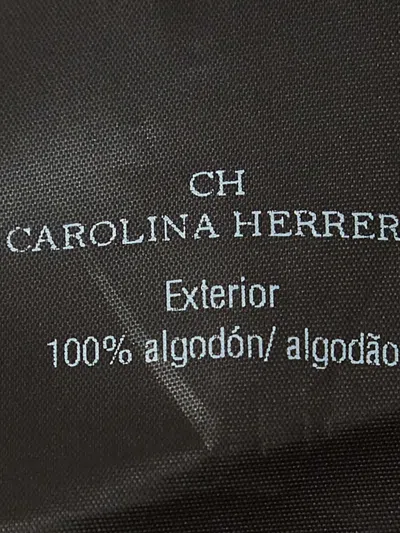 CH
CAROLINA HERRER
Exterior
100% algodón/ algodão